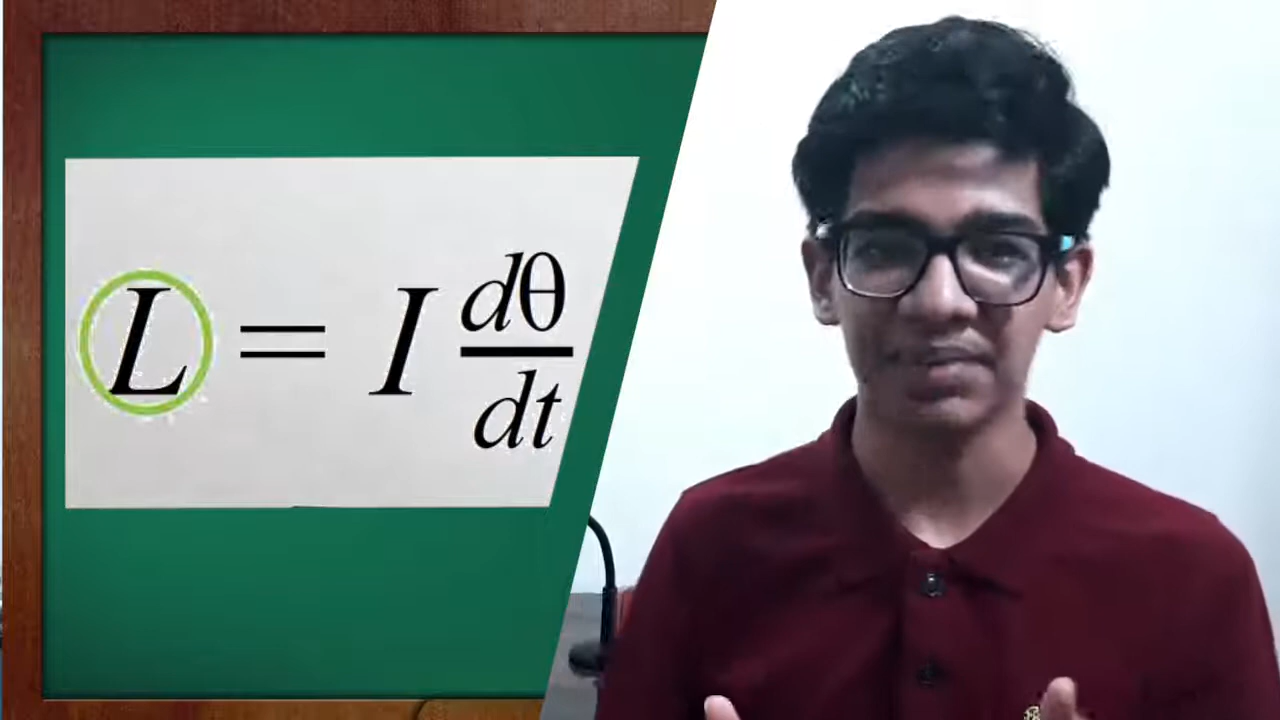 L = I dθ/dt